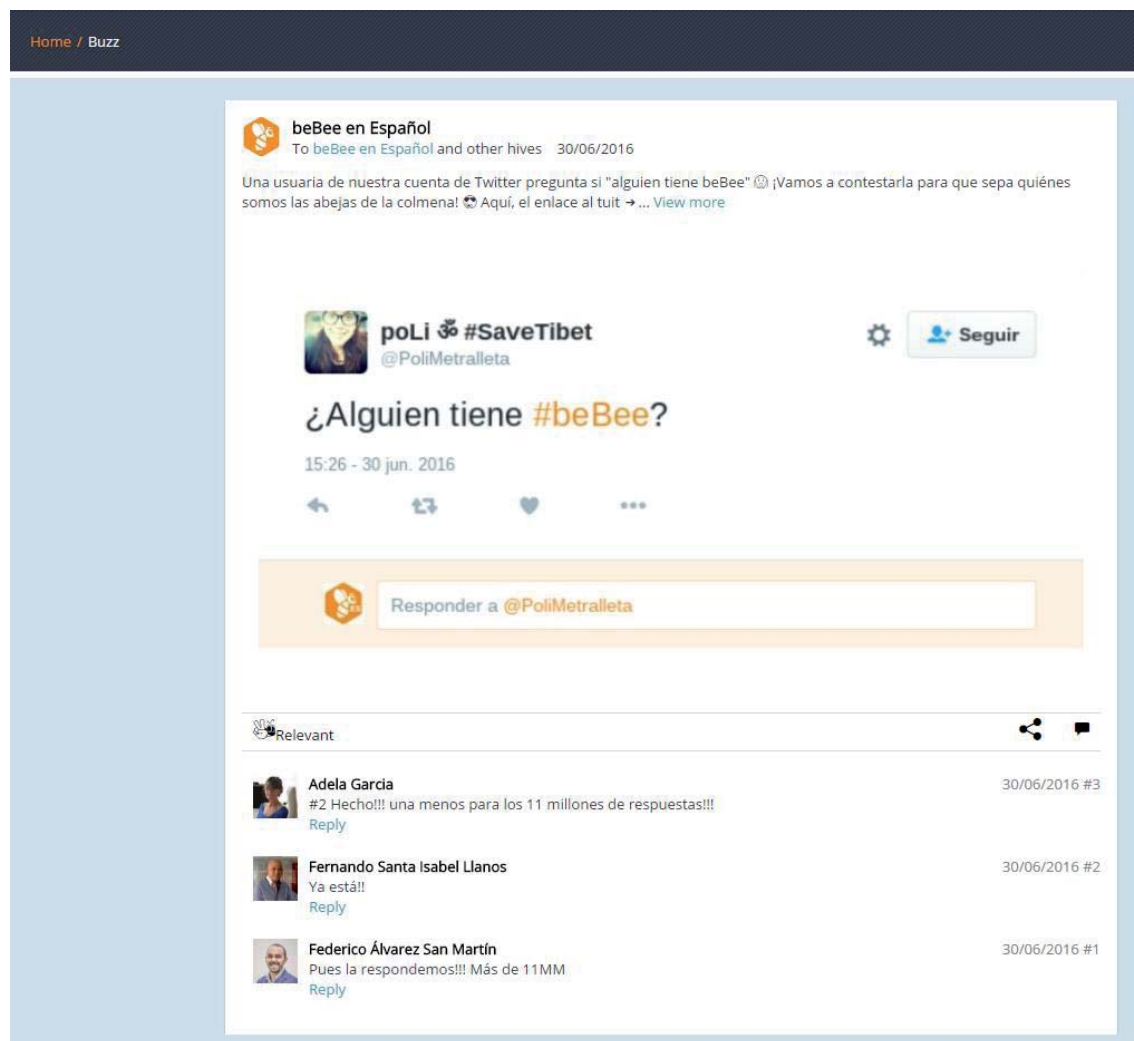 Home / Buzz
beBee en Español
To beBee en Español and other hives 30/06/2016
Una usuaria de nuestra cuenta de Twitter pregunta si "alguien tiene beBee" 😲 ¡Vamos a contestarla para que sepa quiénes
somos las abejas de la colmena! 😎 Aquí, el enlace al tuit → ... View more
poLi ॐ #SaveTibet
@PoliMetralleta
Seguir
¿Alguien tiene #beBee?
15:26 - 30 jun. 2016
ES
Responder a @PoliMetralleta
Relevant
Adela Garcia 30/06/2016 #3
#2 Hecho!!! una menos para los 11 millones de respuestas!!!
Reply
Fernando Santa Isabel Llanos 30/06/2016 #2
Ya está!!
Reply
Federico Álvarez San Martín 30/06/2016 #1
Pues la respondemos!!! Más de 11MM
Reply